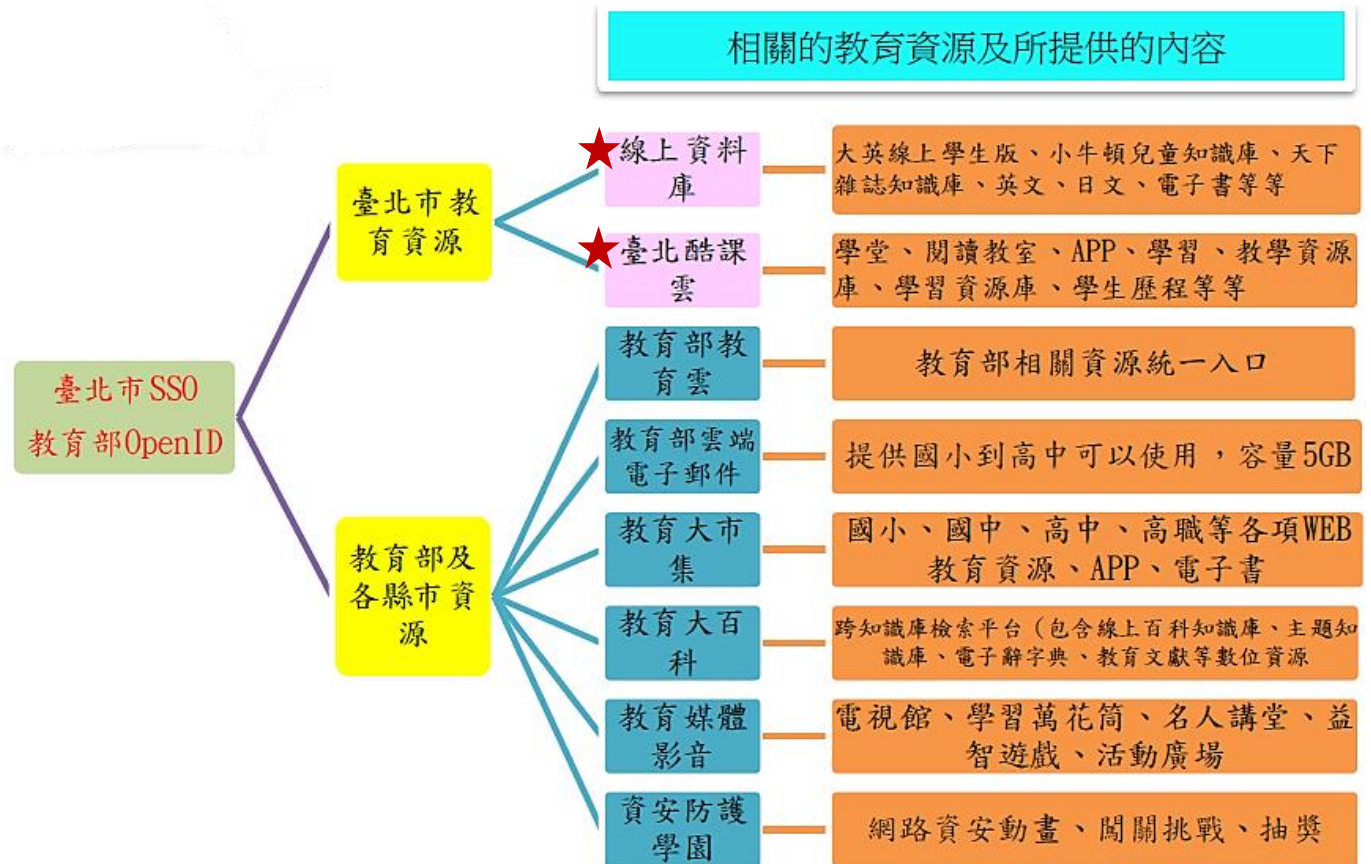 相關的教育資源及所提供的內容
臺北市SSO
教育部OpenID
臺北市教
育資源
線上資料
庫
大英線上學生版、小牛頓兒童知識庫、天下
雜誌知識庫、英文、日文、電子書等等
臺北酷課
雲
學堂、閱讀教室、APP、學習、教學資源
庫、學習資源庫、學生歷程等等
教育部及
各縣市資
源
教育部教
育雲
教育部相關資源統一入口
教育部雲端
電子郵件
提供國小到高中可以使用，容量5GB
教育大市
集
國小、國中、高中、高職等各項WEB
教育資源、APP、電子書
教育大百
科
跨知識庫檢索平台（包含線上百科知識庫、主題知
識庫、電子辭字典、教育文獻等數位資源
教育媒體
影音
電視館、學習萬花筒、名人講堂、益
智遊戲、活動廣場
資安防護
學園
網路資安動畫、闖關挑戰、抽獎